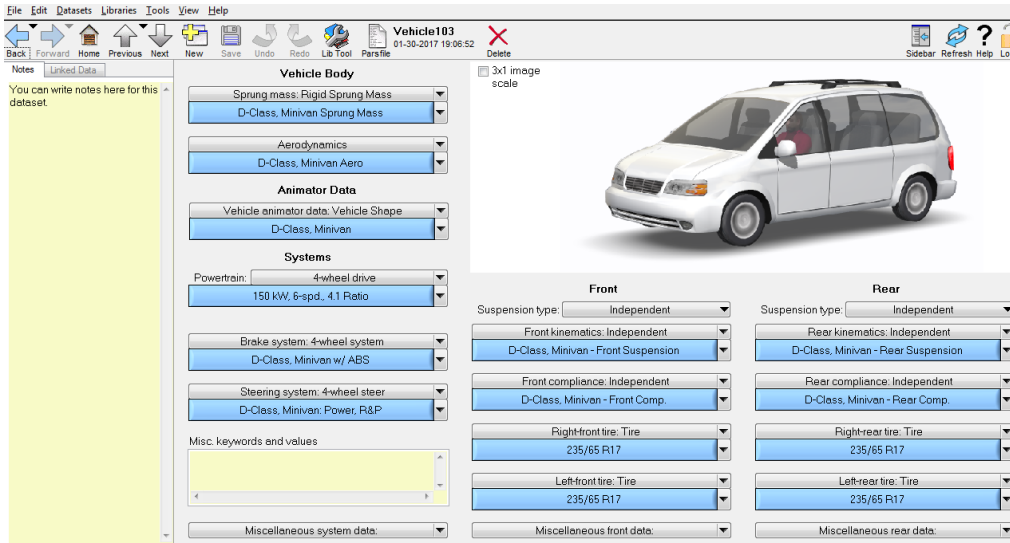 File Edit Datasets Libraries Tools View Help
Back Forward Home Previous Next New Save Undo Redo Lib Tool Parsfile Vehicle103 01-30-2017 19:06:52 Delete Sidebar Refresh Help
Notes Linked Data
You can write notes here for this
dataset.
Vehicle Body
Sprung mass: Rigid Sprung Mass
D-Class, Minivan Sprung Mass
Aerodynamics
D-Class, Minivan Aero
Animator Data
Vehicle animator data: Vehicle Shape
D-Class, Minivan
Systems
Powertrain: 4-wheel drive
150 kW, 6-spd., 4.1 Ratio
Brake system: 4-wheel system
D-Class, Minivan w/ ABS
Steering system: 4-wheel steer
D-Class, Minivan: Power, R&P
Misc. keywords and values
Miscellaneous system data:
3x1 image
scale
Front
Suspension type: Independent
Front kinematics: Independent
D-Class, Minivan - Front Suspension
Front compliance: Independent
D-Class, Minivan - Front Comp.
Right-front tire: Tire
235/65 R17
Left-front tire: Tire
235/65 R17
Miscellaneous front data:
Rear
Suspension type: Independent
Rear kinematics: Independent
D-Class, Minivan - Rear Suspension
Rear compliance: Independent
D-Class, Minivan - Rear Comp.
Right-rear tire: Tire
235/65 R17
Left-rear tire: Tire
235/65 R17
Miscellaneous rear data: